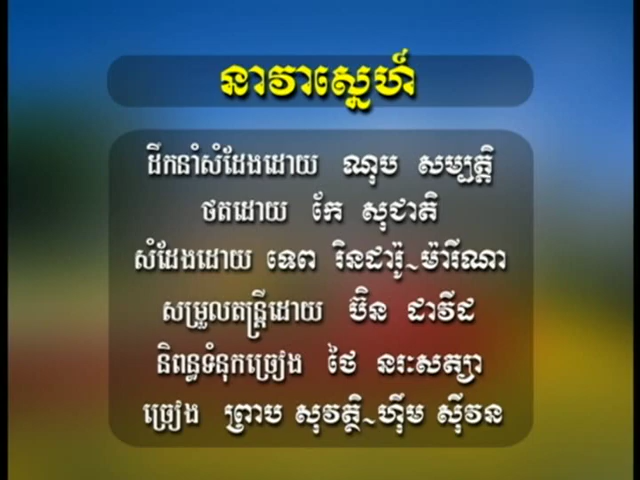 នាវាស្នេហ៍
ដឹកនាំសំដែងដោយ ណុប សម្បត្តិ
ថតដោយ កែ សុជាតិ
សំដែងដោយ ទេព រិនដារ៉ូ~ម៉ារីណា
សម្រួលតន្ត្រីដោយ ប៊ិន ដាវីដ
និពន្ធទំនុកច្រៀង ថៃ នរៈសត្យា
ច្រៀង ព្រាប សុវត្ថិ~ហ៊ឹម ស៊ីវន